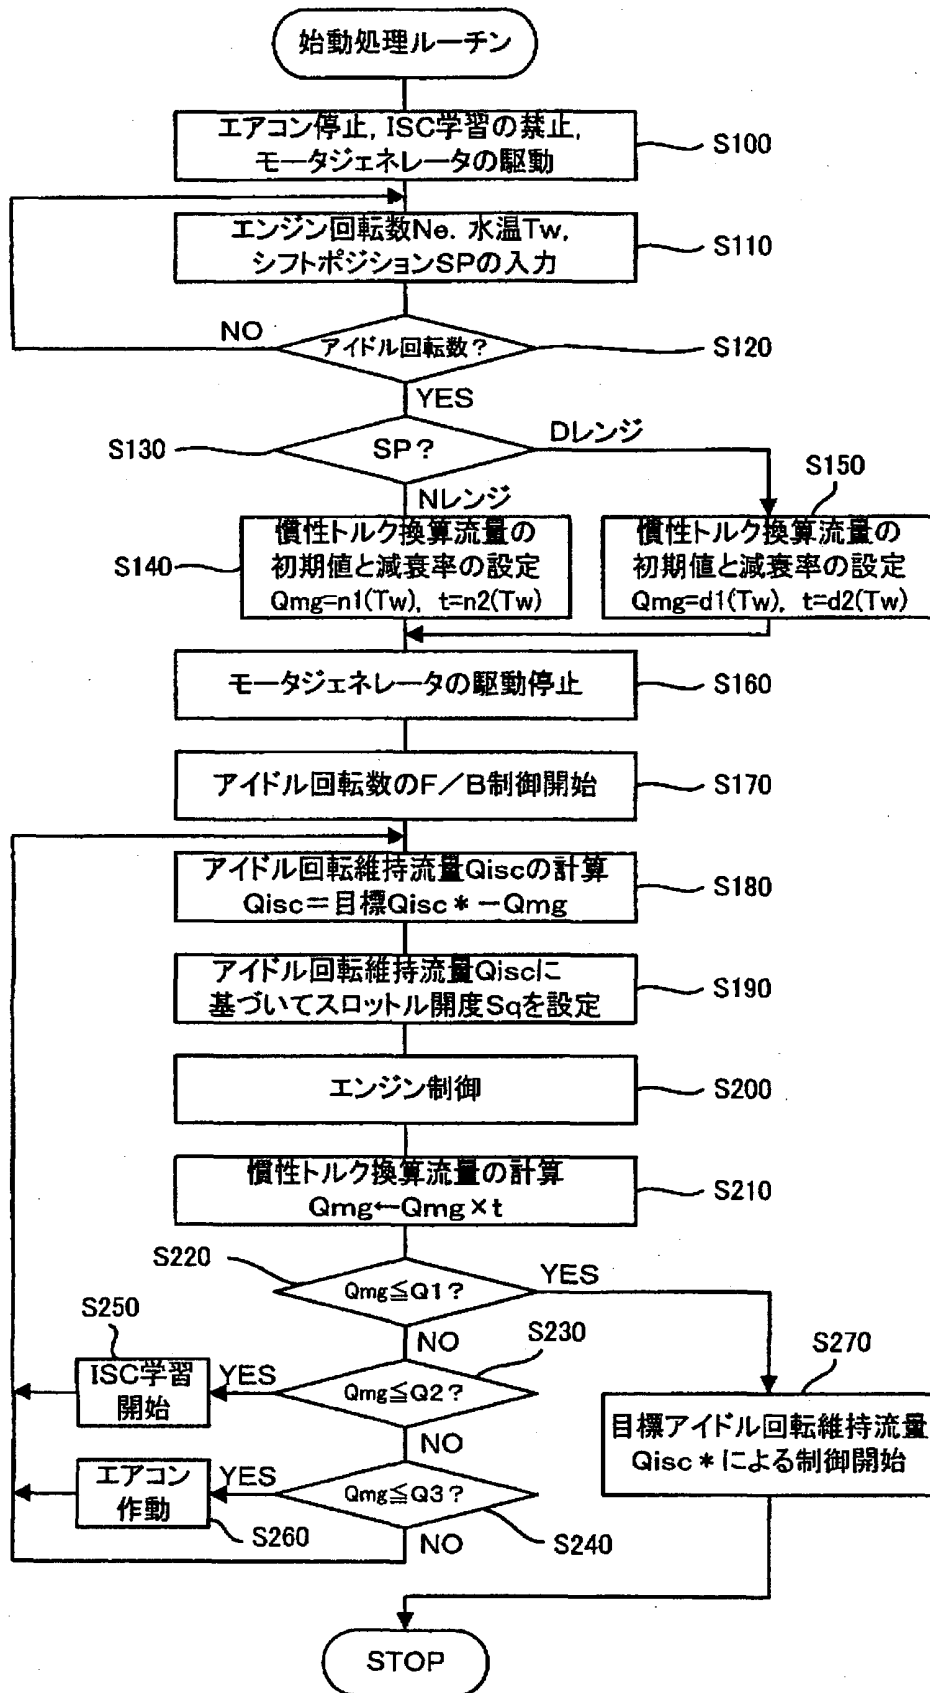 始動処理ルーチン
エアコン停止, ISC学習の禁止,
モータジェネレータの駆動
S100
エンジン回転数Ne. 水温Tw,
シフトポジションSPの入力
S110
NO
アイドル回転数?
S120
YES
S130
SP?
Dレンジ
Nレンジ
S150
S140
慣性トルク換算流量の
初期値と減衰率の設定
Qmg=n1(Tw), t=n2(Tw)
慣性トルク換算流量の
初期値と減衰率の設定
Qmg=d1(Tw), t=d2(Tw)
モータジェネレータの駆動停止
S160
アイドル回転数のF/B制御開始
S170
アイドル回転維持流量Qiscの計算
Qisc=目標Qisc*-Qmg
S180
アイドル回転維持流量Qiscに
基づいてスロットル開度Sqを設定
S190
エンジン制御
S200
慣性トルク換算流量の計算
Qmg←Qmg×t
S210
S220
Qmg≦Q1?
YES
NO
S250
S230
S270
ISC学習
開始
YES
Qmg≦Q2?
NO
目標アイドル回転維持流量
Qisc*による制御開始
エアコン
作動
YES
Qmg≦Q3?
S260
NO
S240
STOP